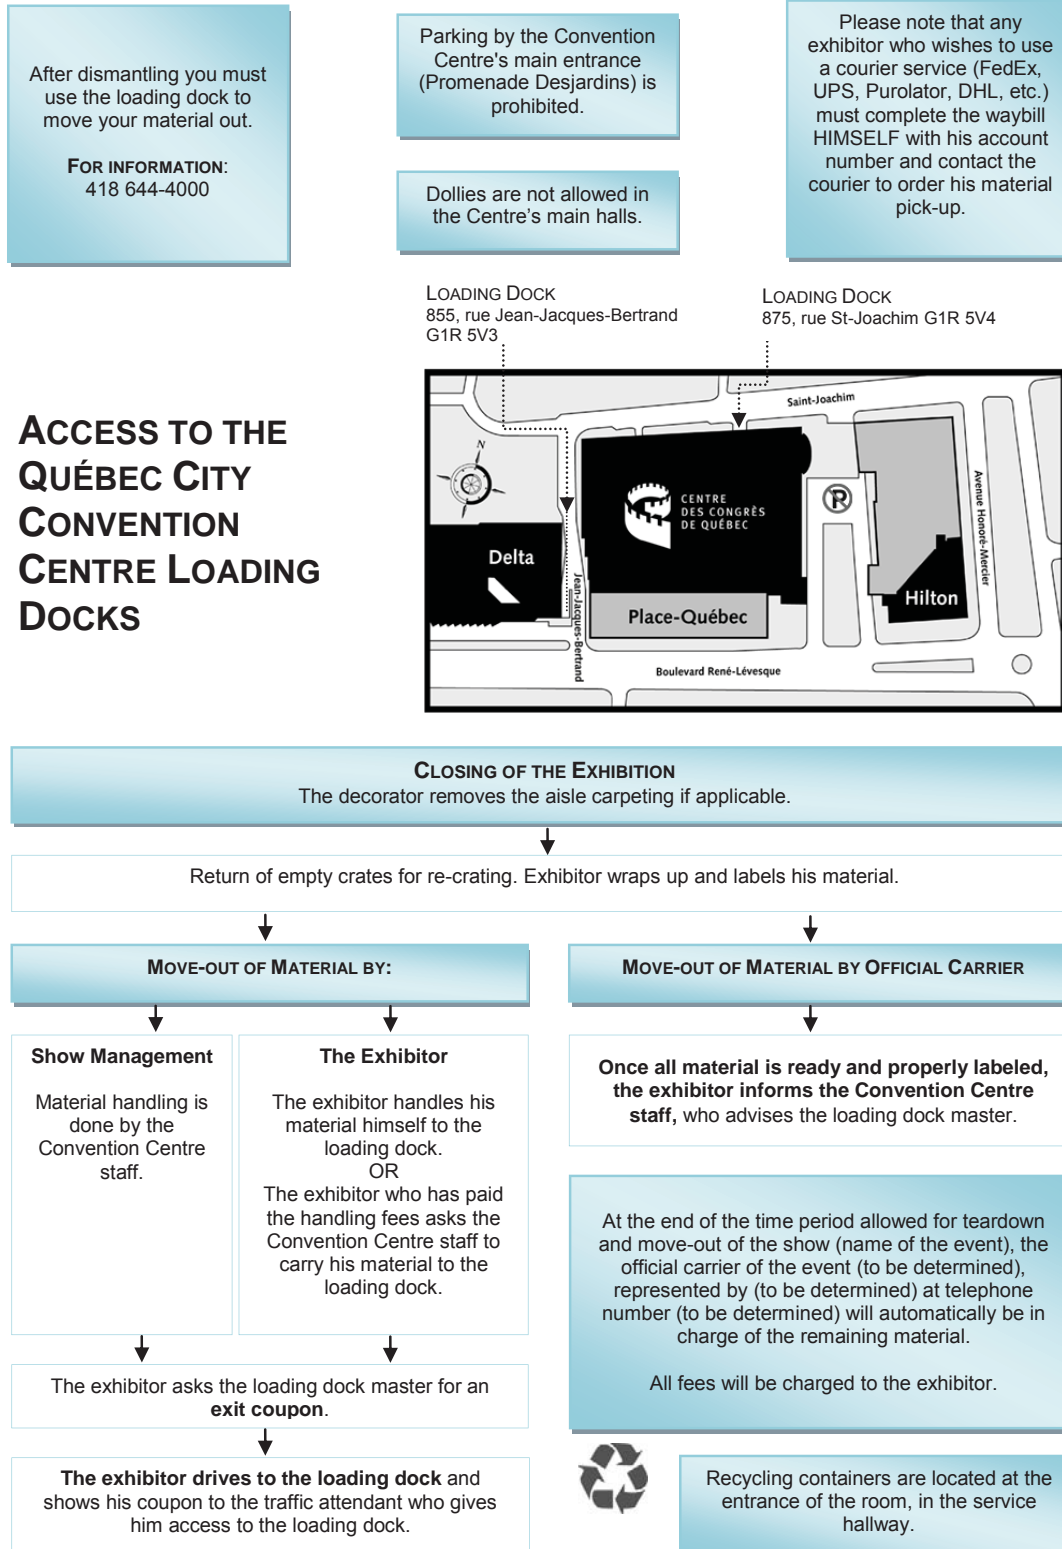 After dismantling you must
use the loading dock to
move your material out.
FOR INFORMATION:
418 644-4000
Parking by the Convention
Centre's main entrance
(Promenade Desjardins) is
prohibited.
Dollies are not allowed in
the Centre's main halls.
Please note that any
exhibitor who wishes to use
a courier service (FedEx,
UPS, Purolator, DHL, etc.)
must complete the waybill
HIMSELF with his account
number and contact the
courier to order his material
pick-up.
LOADING DOCK
855, rue Jean-Jacques-Bertrand
G1R 5V3
LOADING DOCK
875, rue St-Joachim G1R 5V4
ACCESS TO THE
QUÉBEC CITY
CONVENTION
CENTRE LOADING
DOCKS
Saint-Joachim
N
CENTRE
DES CONGRÈS
DE QUÉBEC
P
Avenue Honoré-Mercier
Delta
Jean-Jacques-Bertrand
Place-Québec
Hilton
Boulevard René-Lévesque
CLOSING OF THE EXHIBITION
The decorator removes the aisle carpeting if applicable.
Return of empty crates for re-crating. Exhibitor wraps up and labels his material.
MOVE-OUT OF MATERIAL BY:
Show Management
Material handling is
done by the
Convention Centre
staff.
The Exhibitor
The exhibitor handles his
material himself to the
loading dock.
OR
The exhibitor who has paid
the handling fees asks the
Convention Centre staff to
carry his material to the
loading dock.
The exhibitor asks the loading dock master for an
exit coupon.
The exhibitor drives to the loading dock and
shows his coupon to the traffic attendant who gives
him access to the loading dock.
MOVE-OUT OF MATERIAL BY OFFICIAL CARRIER
Once all material is ready and properly labeled,
the exhibitor informs the Convention Centre
staff, who advises the loading dock master.
At the end of the time period allowed for teardown
and move-out of the show (name of the event), the
official carrier of the event (to be determined),
represented by (to be determined) at telephone
number (to be determined) will automatically be in
charge of the remaining material.
All fees will be charged to the exhibitor.
Recycling containers are located at the
entrance of the room, in the service
hallway.